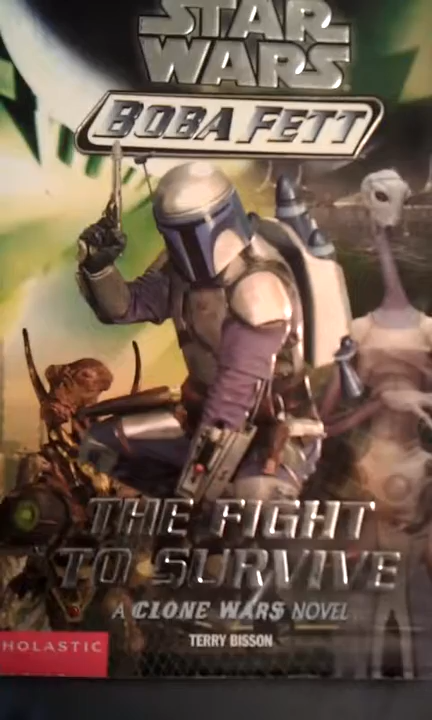 STAR
WARS
BOBA FETT
THE FIGHT
TO SURVIVE
A CLONE WARS NOVEL
TERRY BISSON
HOLASTIC